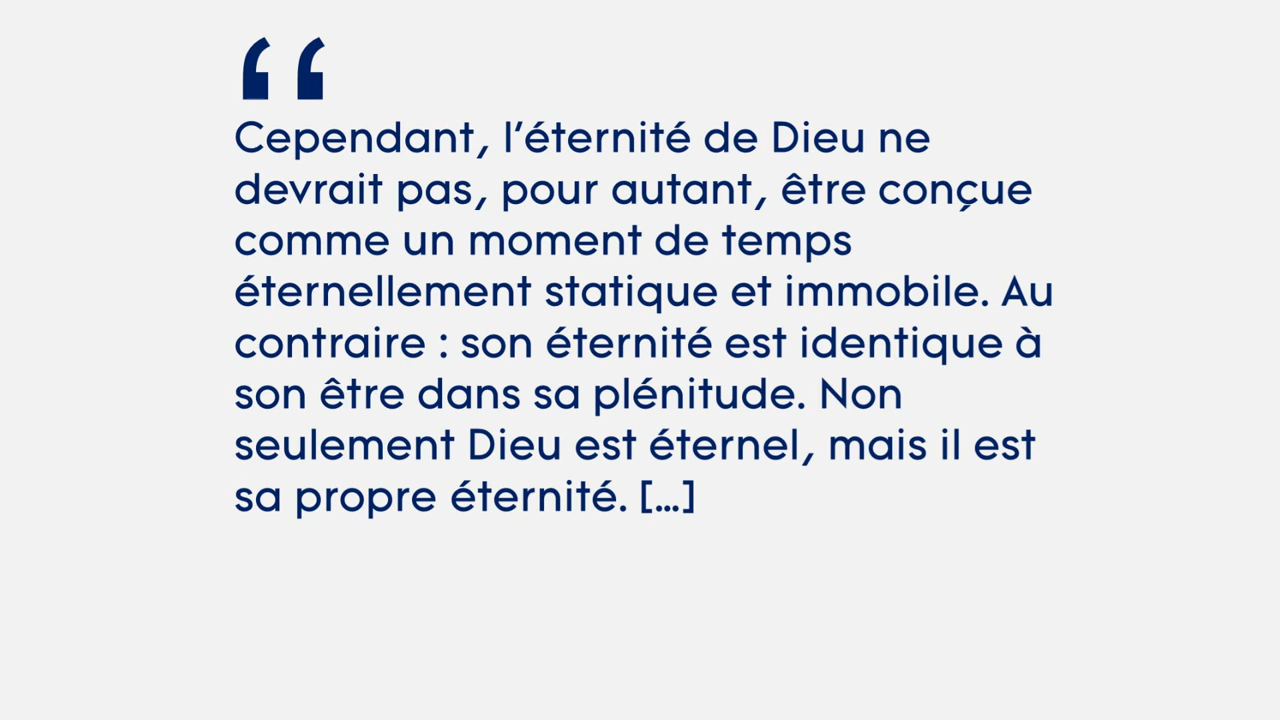 “
Cependant, l’éternité de Dieu ne
devrait pas, pour autant, être conçue
comme un moment de temps
éternellement statique et immobile. Au
contraire : son éternité est identique à
son être dans sa plénitude. Non
seulement Dieu est éternel, mais il est
sa propre éternité. […]